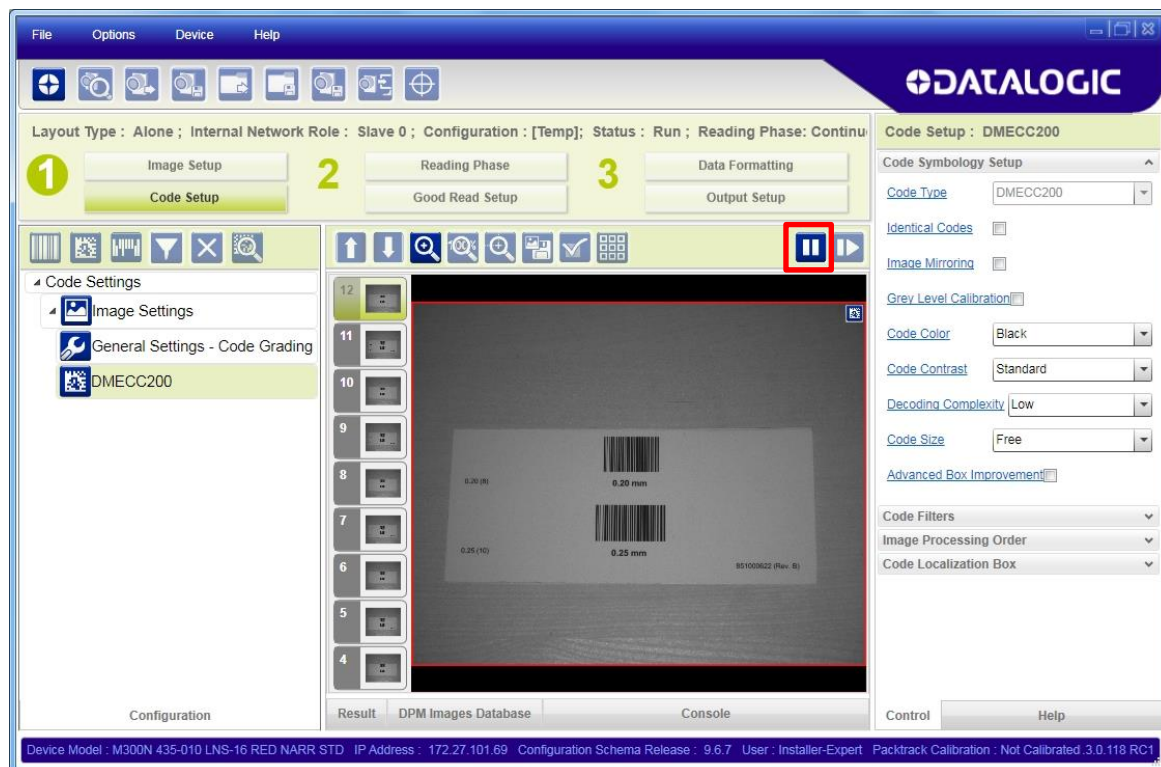 File Options Device Help
DATALOGIC
Layout Type : Alone ; Internal Network Role : Slave 0 ; Configuration : [Temp]; Status : Run ; Reading Phase: Continu
1 Image Setup 2 Reading Phase 3 Data Formatting
Code Setup Good Read Setup Output Setup
Code Settings
Image Settings
General Settings - Code Grading
DMECC200
Configuration
100%
12
11
10
9
8
7
6
5
4
0.20 (8) 0.20 mm
0.25 (10) 0.25 mm
Result DPM Images Database Console
Code Setup : DMECC200
Code Symbology Setup
Code Type DMECC200
Identical Codes
Image Mirroring
Grey Level Calibration
Code Color Black
Code Contrast Standard
Decoding Complexity Low
Code Size Free
Advanced Box Improvement
Code Filters
Image Processing Order
Code Localization Box
Control Help
Device Model : M300N 435-010 LNS-16 RED NARR STD IP Address : 172.27.101.69 Configuration Schema Release : 9.6.7 User : Installer-Expert Packtrack Calibration : Not Calibrated .3.0.118 RC1